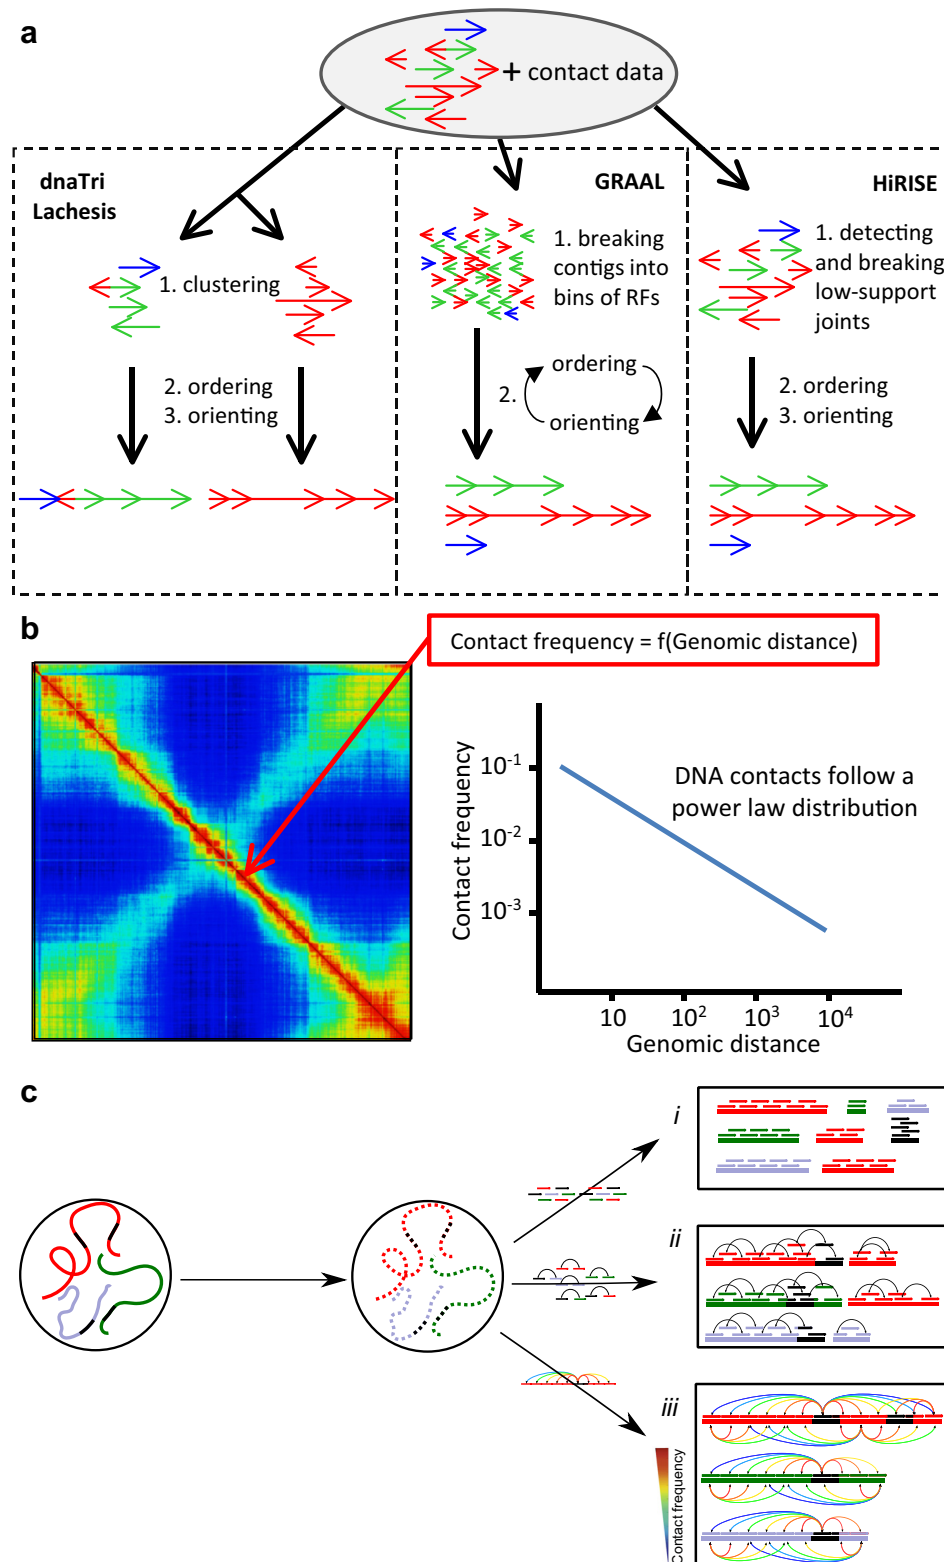 a
+ contact data
dnaTri
Lachesis
1. clustering
2. ordering
3. orienting
GRAAL
1. breaking
contigs into
bins of RFs
2.
ordering
orienting
HiRISE
1. detecting
and breaking
low-support
joints
2. ordering
3. orienting
b
Contact frequency = f(Genomic distance)
Contact frequency
10-1
10-2
10-3
DNA contacts follow a
power law distribution
10 102 103 104
Genomic distance
c
i
ii
iii
Contact frequency